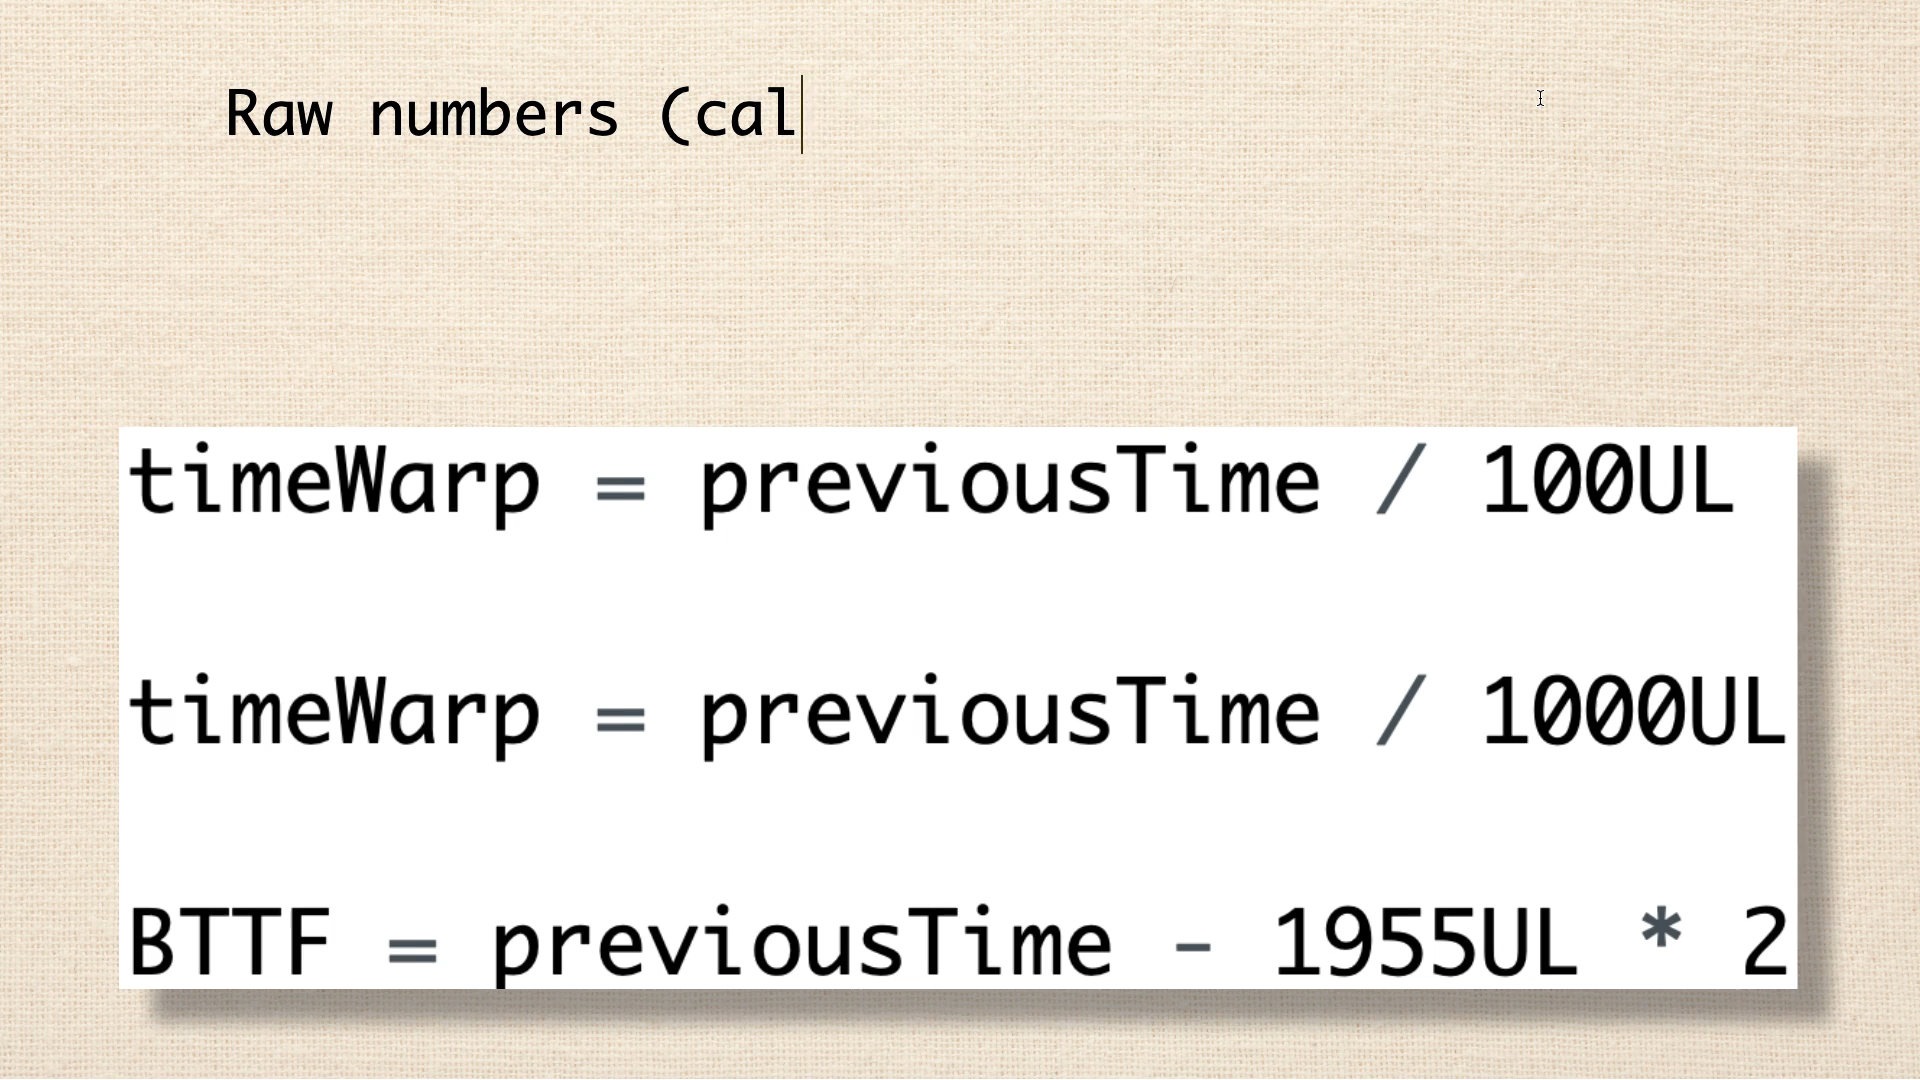 Raw numbers (cal
timeWarp = previousTime / 100UL
timeWarp = previousTime / 1000UL
BTTF = previousTime - 1955UL * 2